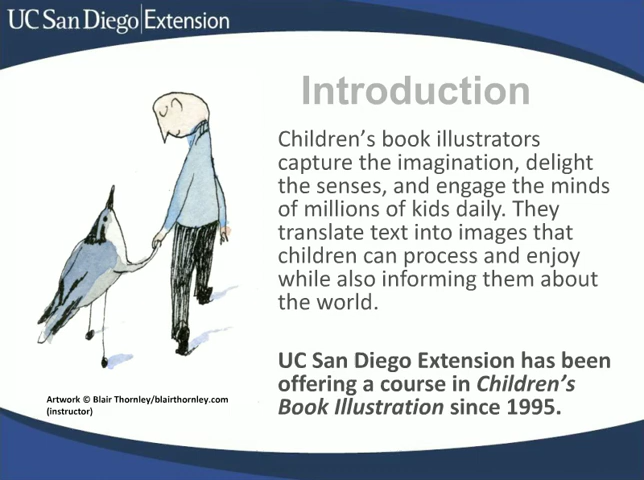 UC San Diego Extension
Introduction
Children's book illustrators
capture the imagination, delight
the senses, and engage the minds
of millions of kids daily. They
translate text into images that
children can process and enjoy
while also informing them about
the world.
UC San Diego Extension has been
offering a course in Children's
Book Illustration since 1995.
Artwork © Blair Thornley/blairthornley.com
(instructor)